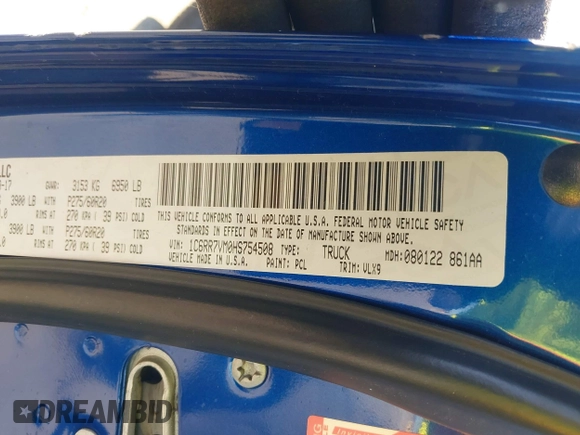 LLC
-17 GVWR: 3153 KG 6950 LB
3900 LB P275/60R20 TIRES
.0 RIMS AT 270 KPA ( 39 PSI) COLD
3900 LB P275/60R20 TIRES
.0 RIMS AT 270 KPA ( 39 PSI) COLD
THIS VEHICLE CONFORMS TO ALL APPLICABLE U.S.A. FEDERAL MOTOR VEHICLE SAFETY
STANDARDS IN EFFECT ON THE DATE OF MANUFACTURE SHOWN ABOVE.
VIN: 1C6RR7VM0HS754508 TYPE: TRUCK MDH: 080122 861AA
VEHICLE MADE IN U.S.A. PAINT: PCL TRIM: VLX9
DREAMBID